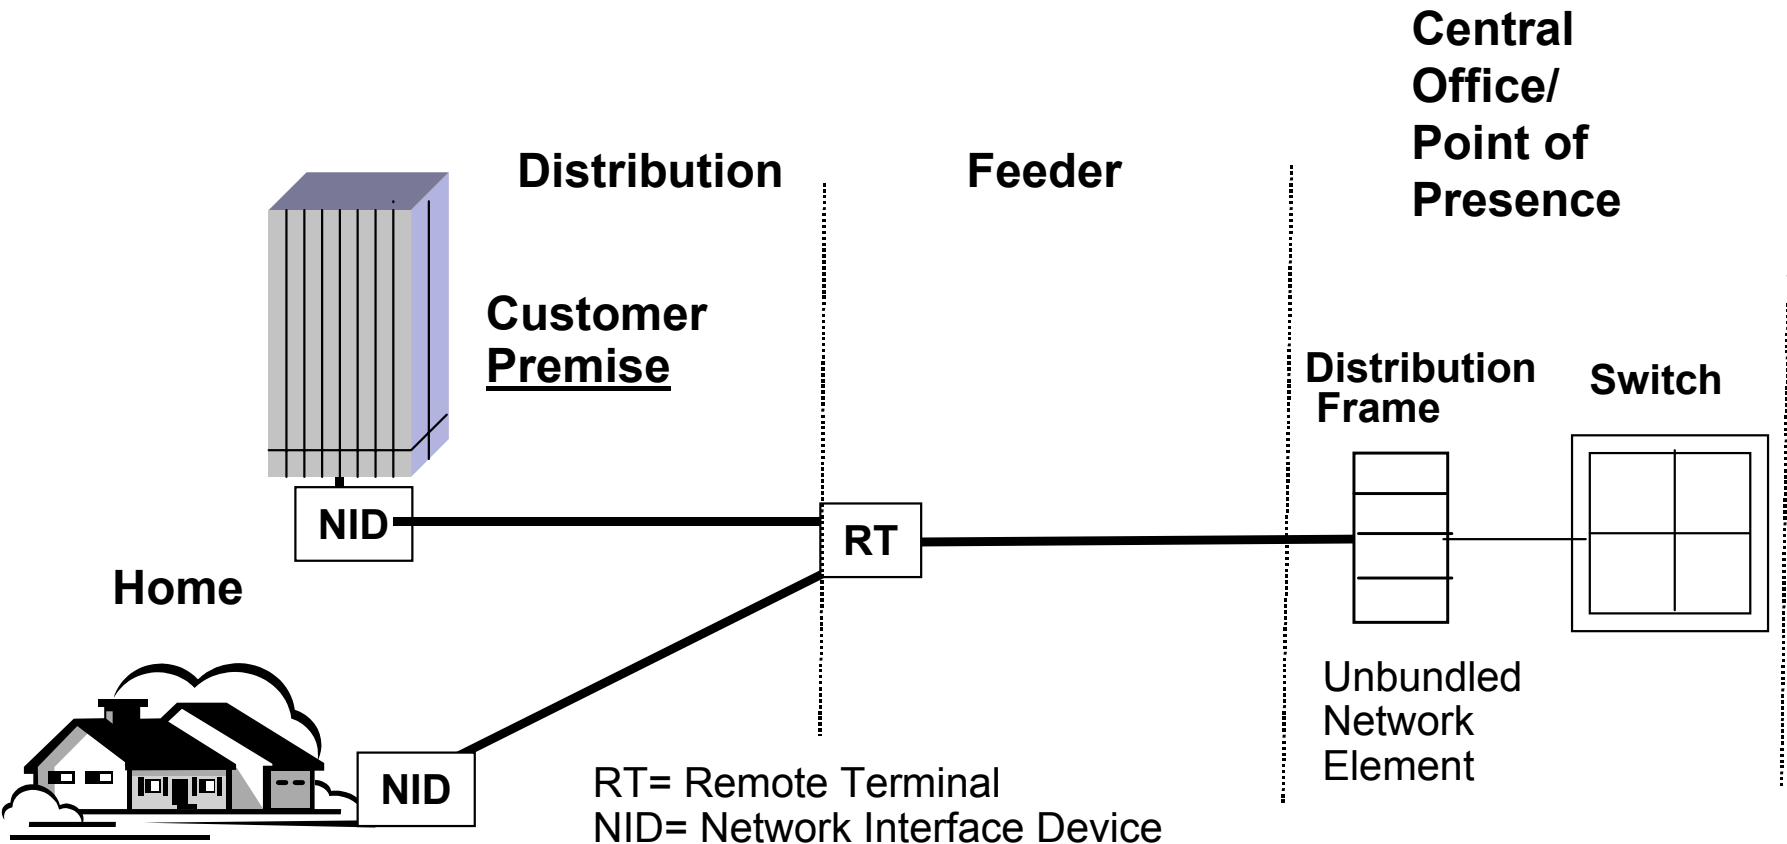 Central
Office/
Point of
Presence
Distribution
Feeder
Customer
Premise
Distribution
Frame
Switch
NID
RT
Home
Unbundled
Network
Element
NID
RT= Remote Terminal
NID= Network Interface Device